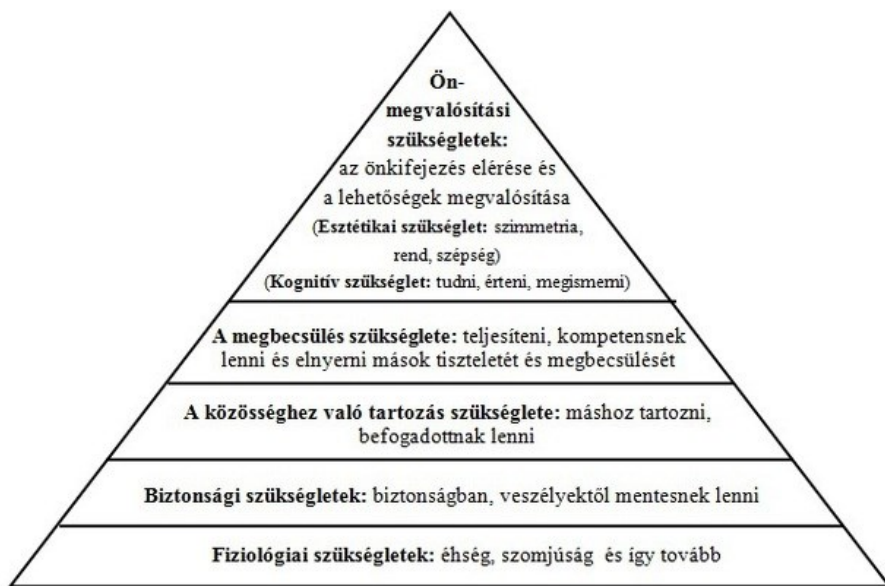 Ön-
megvalósítási
szükségletek:
az önkifejezés elérése és
a lehetőségek megvalósítása
(Esztétikai szükséglet: szimmetria,
rend, szépség)
(Kognitív szükséglet: tudni, érteni, megismerni)
A megbecsülés szükséglete: teljesíteni, kompetensnek
lenni és elnyerni mások tiszteletét és megbecsülését
A közösséghez való tartozás szükséglete: máshoz tartozni,
befogadottnak lenni
Biztonsági szükségletek: biztonságban, veszélyektől mentesnek lenni
Fiziológiai szükségletek: éhség, szomjúság és így tovább